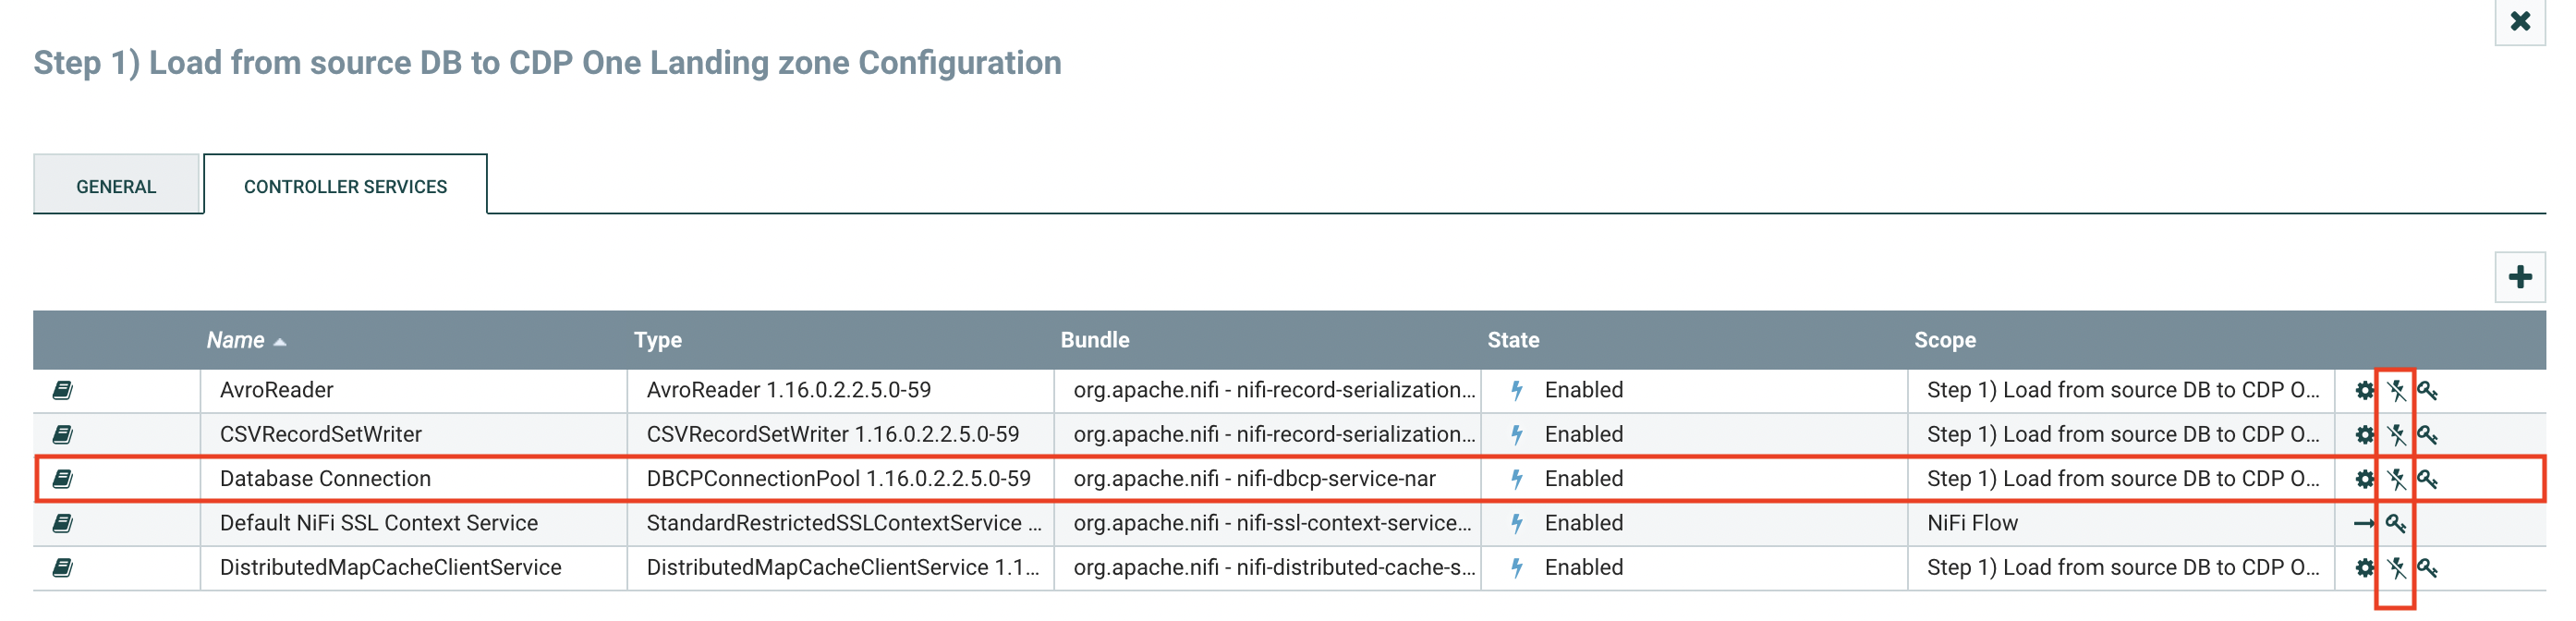 Step 1) Load from source DB to CDP One Landing zone Configuration
GENERAL CONTROLLER SERVICES
Name Type Bundle State Scope
AvroReader AvroReader 1.16.0.2.2.5.0-59 org.apache.nifi - nifi-record-serialization... Enabled Step 1) Load from source DB to CDP O...
CSVRecordSetWriter CSVRecordSetWriter 1.16.0.2.2.5.0-59 org.apache.nifi - nifi-record-serialization... Enabled Step 1) Load from source DB to CDP O...
Database Connection DBCPConnectionPool 1.16.0.2.2.5.0-59 org.apache.nifi - nifi-dbcp-service-nar Enabled Step 1) Load from source DB to CDP O...
Default NiFi SSL Context Service StandardRestrictedSSLContextService ... org.apache.nifi - nifi-ssl-context-service... Enabled NiFi Flow
DistributedMapCacheClientService DistributedMapCacheClientService 1.1... org.apache.nifi - nifi-distributed-cache-s... Enabled Step 1) Load from source DB to CDP O...